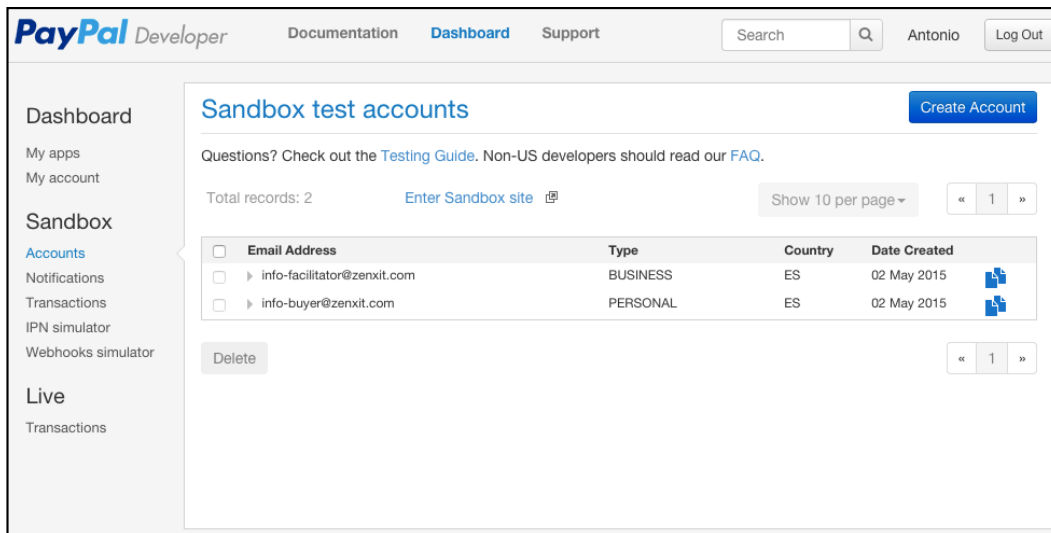 PayPal Developer Documentation Dashboard Support Search Antonio Log Out
Dashboard
My apps
My account
Sandbox
Accounts
Notifications
Transactions
IPN simulator
Webhooks simulator
Live
Transactions
Sandbox test accounts Create Account
Questions? Check out the Testing Guide. Non-US developers should read our FAQ.
Total records: 2 Enter Sandbox site Show 10 per page « 1 »
Email Address Type Country Date Created
info-facilitator@zenxit.com BUSINESS ES 02 May 2015
info-buyer@zenxit.com PERSONAL ES 02 May 2015
Delete « 1 »